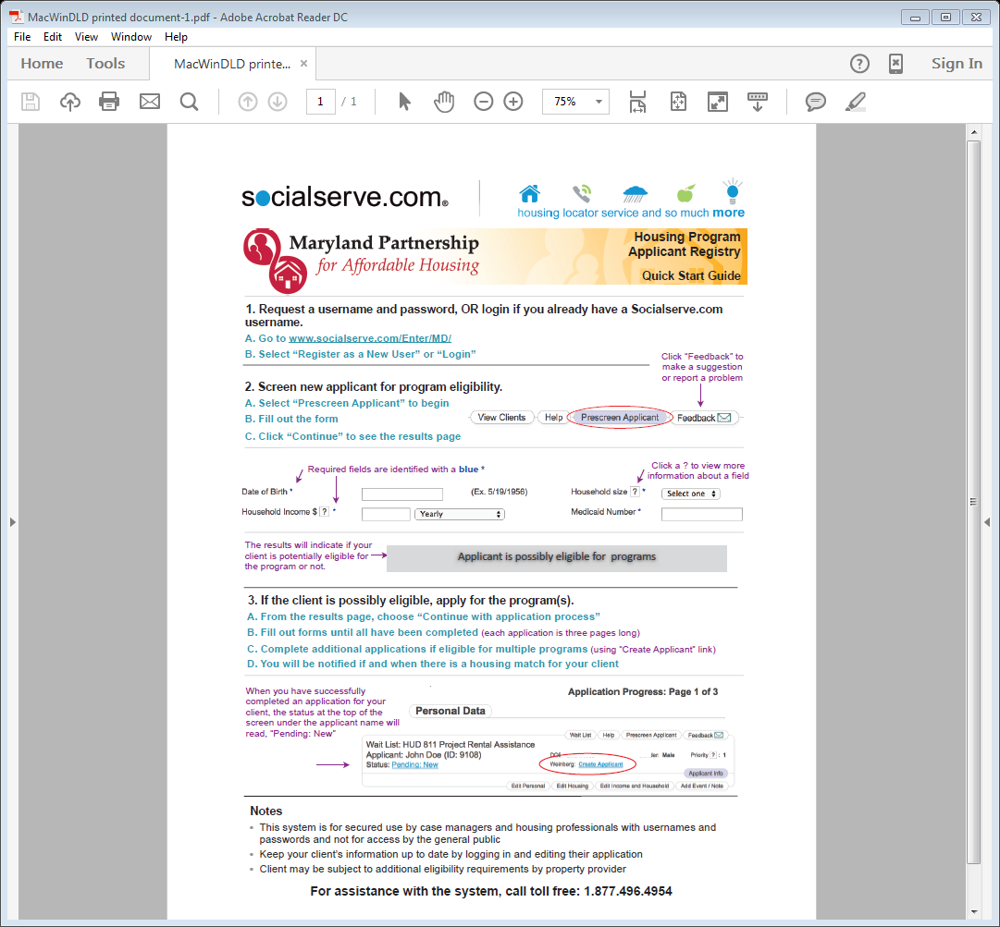 MacWinDLD printed document-1.pdf - Adobe Acrobat Reader DC
File Edit View Window Help
Home Tools MacWinDLD printe... × ? Sign In
1 / 1 75%
socialserve.com®
housing locator service and so much more
Maryland Partnership
for Affordable Housing
Housing Program
Applicant Registry
Quick Start Guide
1. Request a username and password, OR login if you already have a Socialserve.com
username.
A. Go to www.socialserve.com/Enter/MD/
B. Select “Register as a New User” or “Login”
Click “Feedback” to
make a suggestion
or report a problem
2. Screen new applicant for program eligibility.
A. Select “Prescreen Applicant” to begin
B. Fill out the form
C. Click “Continue” to see the results page
View Clients Help Prescreen Applicant Feedback
Required fields are identified with a blue *
Click a ? to view more
information about a field
Date of Birth * (Ex. 5/19/1956) Household size ? * Select one
Household Income $ ? * Yearly Medicaid Number *
The results will indicate if your
client is potentially eligible for
the program or not.
Applicant is possibly eligible for programs
3. If the client is possibly eligible, apply for the program(s).
A. From the results page, choose “Continue with application process”
B. Fill out forms until all have been completed (each application is three pages long)
C. Complete additional applications if eligible for multiple programs (using “Create Applicant” link)
D. You will be notified if and when there is a housing match for your client
When you have successfully
completed an application for your
client, the status at the top of the
screen under the applicant name will
read, “Pending: New”
Application Progress: Page 1 of 3
Personal Data
Wait List Help Prescreen Applicant Feedback
Wait List: HUD 811 Project Rental Assistance
Applicant: John Doe (ID: 9108) Male Priority ? : 1
Status: Pending: New Weinberg: Create Applicant
Applicant Info
Edit Personal Edit Housing Edit Income and Household Add Event / Note
Notes
• This system is for secured use by case managers and housing professionals with usernames and
passwords and not for access by the general public
• Keep your client’s information up to date by logging in and editing their application
• Client may be subject to additional eligibility requirements by property provider
For assistance with the system, call toll free: 1.877.496.4954